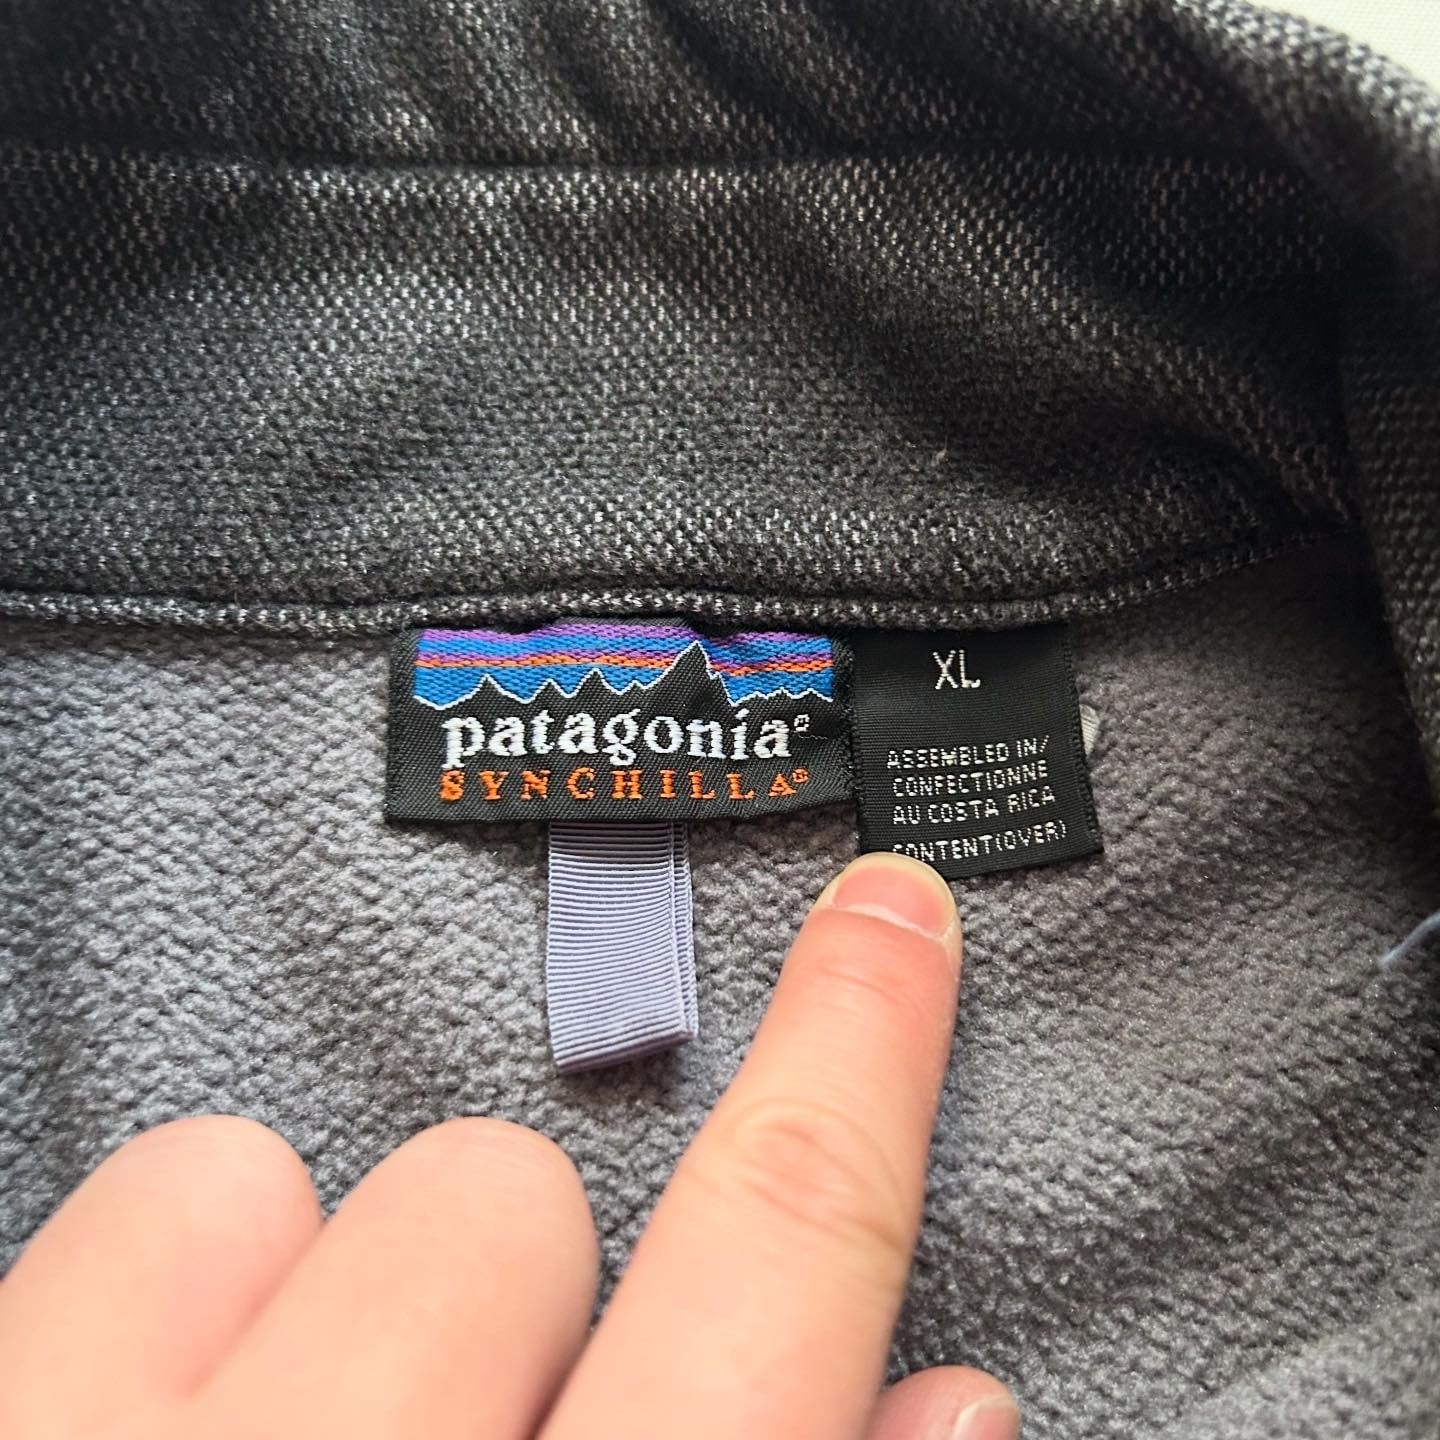 patagonia®
SYNCHILLA®
XL
ASSEMBLED IN/
CONFECTIONNE
AU COSTA RICA
CONTENT(OVER)